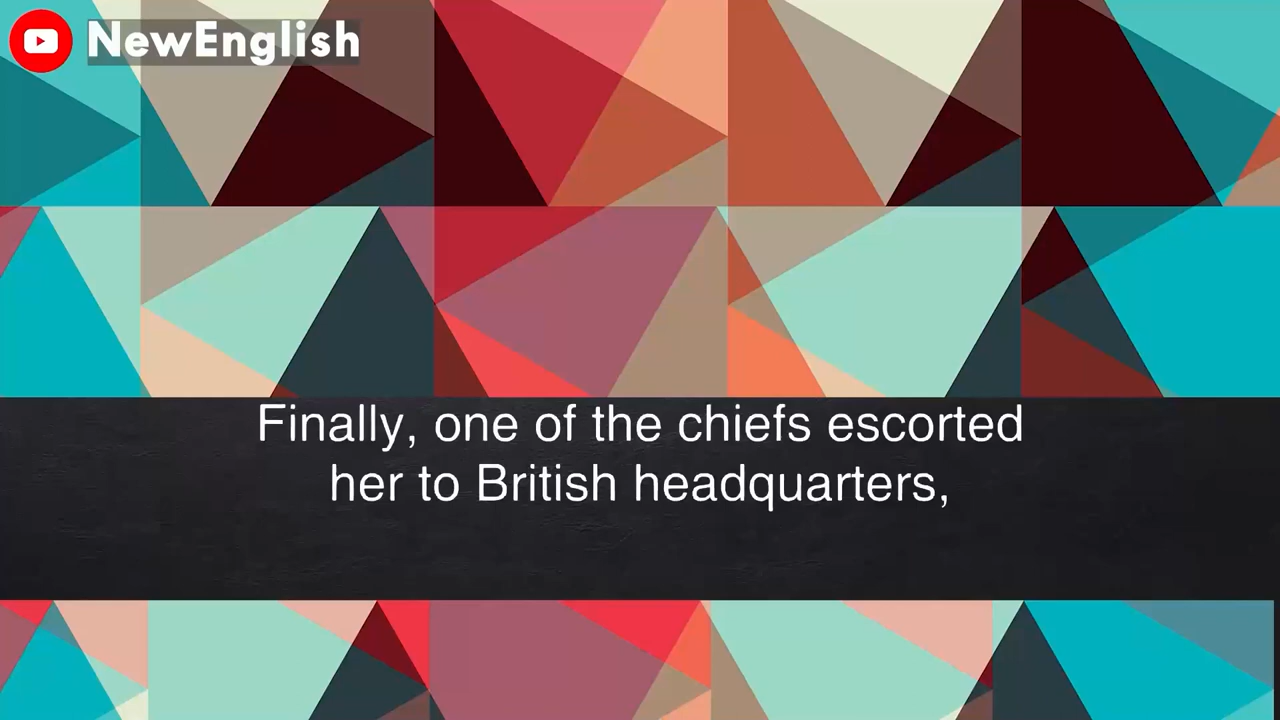 NewEnglish
Finally, one of the chiefs escorted
her to British headquarters,